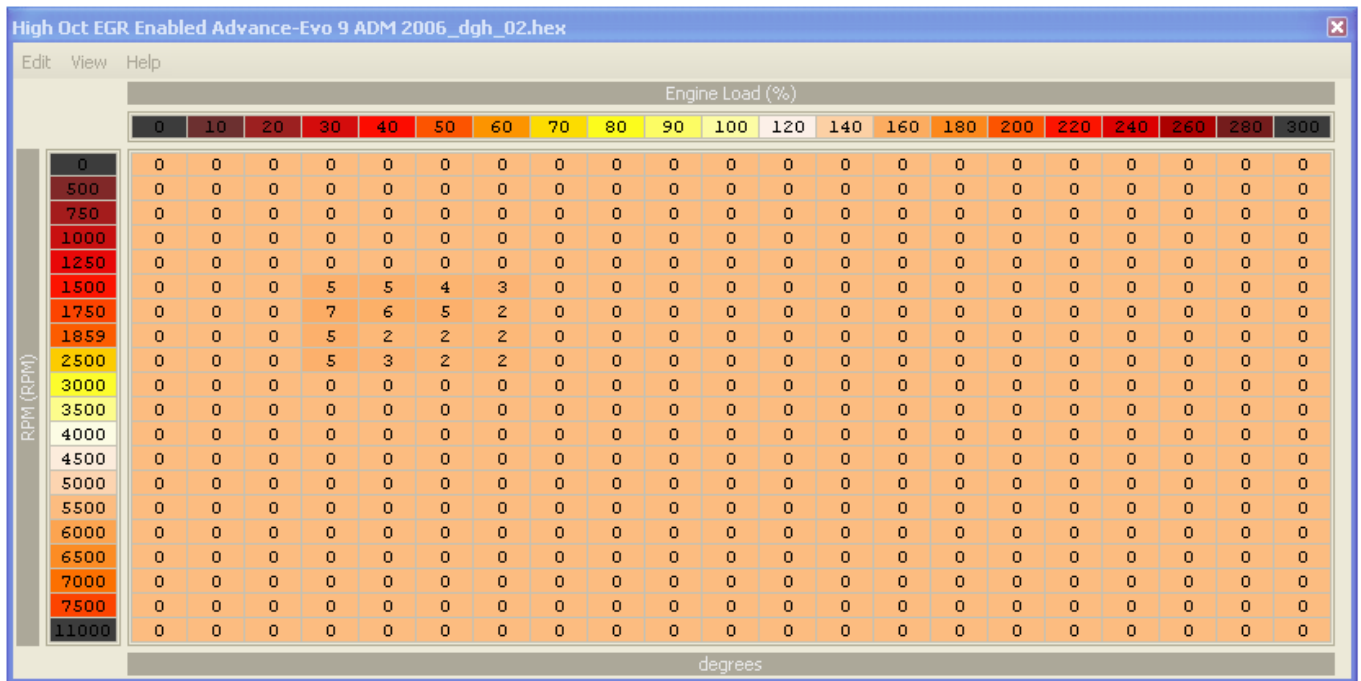 High Oct EGR Enabled Advance-Evo 9 ADM 2006_dgh_02.hex
Edit View Help
Engine Load (%)
0 10 20 30 40 50 60 70 80 90 100 120 140 160 180 200 220 240 260 280 300
RPM (RPM)
0 0 0 0 0 0 0 0 0 0 0 0 0 0 0 0 0 0 0 0 0 0
500 0 0 0 0 0 0 0 0 0 0 0 0 0 0 0 0 0 0 0 0 0
750 0 0 0 0 0 0 0 0 0 0 0 0 0 0 0 0 0 0 0 0 0
1000 0 0 0 0 0 0 0 0 0 0 0 0 0 0 0 0 0 0 0 0 0
1250 0 0 0 0 0 0 0 0 0 0 0 0 0 0 0 0 0 0 0 0 0
1500 0 0 0 5 5 4 3 0 0 0 0 0 0 0 0 0 0 0 0 0 0
1750 0 0 0 7 6 5 2 0 0 0 0 0 0 0 0 0 0 0 0 0 0
1859 0 0 0 5 2 2 2 0 0 0 0 0 0 0 0 0 0 0 0 0 0
2500 0 0 0 5 3 2 2 0 0 0 0 0 0 0 0 0 0 0 0 0 0
3000 0 0 0 0 0 0 0 0 0 0 0 0 0 0 0 0 0 0 0 0 0
3500 0 0 0 0 0 0 0 0 0 0 0 0 0 0 0 0 0 0 0 0 0
4000 0 0 0 0 0 0 0 0 0 0 0 0 0 0 0 0 0 0 0 0 0
4500 0 0 0 0 0 0 0 0 0 0 0 0 0 0 0 0 0 0 0 0 0
5000 0 0 0 0 0 0 0 0 0 0 0 0 0 0 0 0 0 0 0 0 0
5500 0 0 0 0 0 0 0 0 0 0 0 0 0 0 0 0 0 0 0 0 0
6000 0 0 0 0 0 0 0 0 0 0 0 0 0 0 0 0 0 0 0 0 0
6500 0 0 0 0 0 0 0 0 0 0 0 0 0 0 0 0 0 0 0 0 0
7000 0 0 0 0 0 0 0 0 0 0 0 0 0 0 0 0 0 0 0 0 0
7500 0 0 0 0 0 0 0 0 0 0 0 0 0 0 0 0 0 0 0 0 0
11000 0 0 0 0 0 0 0 0 0 0 0 0 0 0 0 0 0 0 0 0 0
degrees